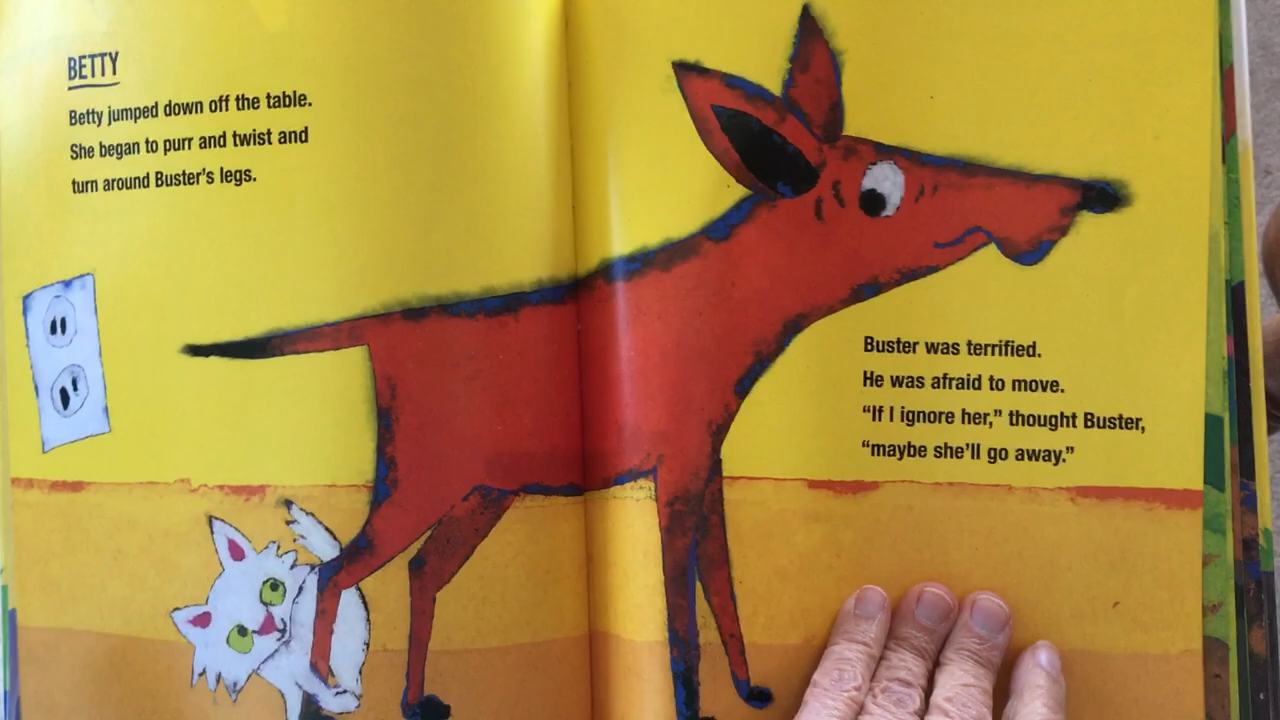 BETTY
Betty jumped down off the table.
She began to purr and twist and
turn around Buster's legs.
Buster was terrified.
He was afraid to move.
“If I ignore her,” thought Buster,
“maybe she'll go away.”